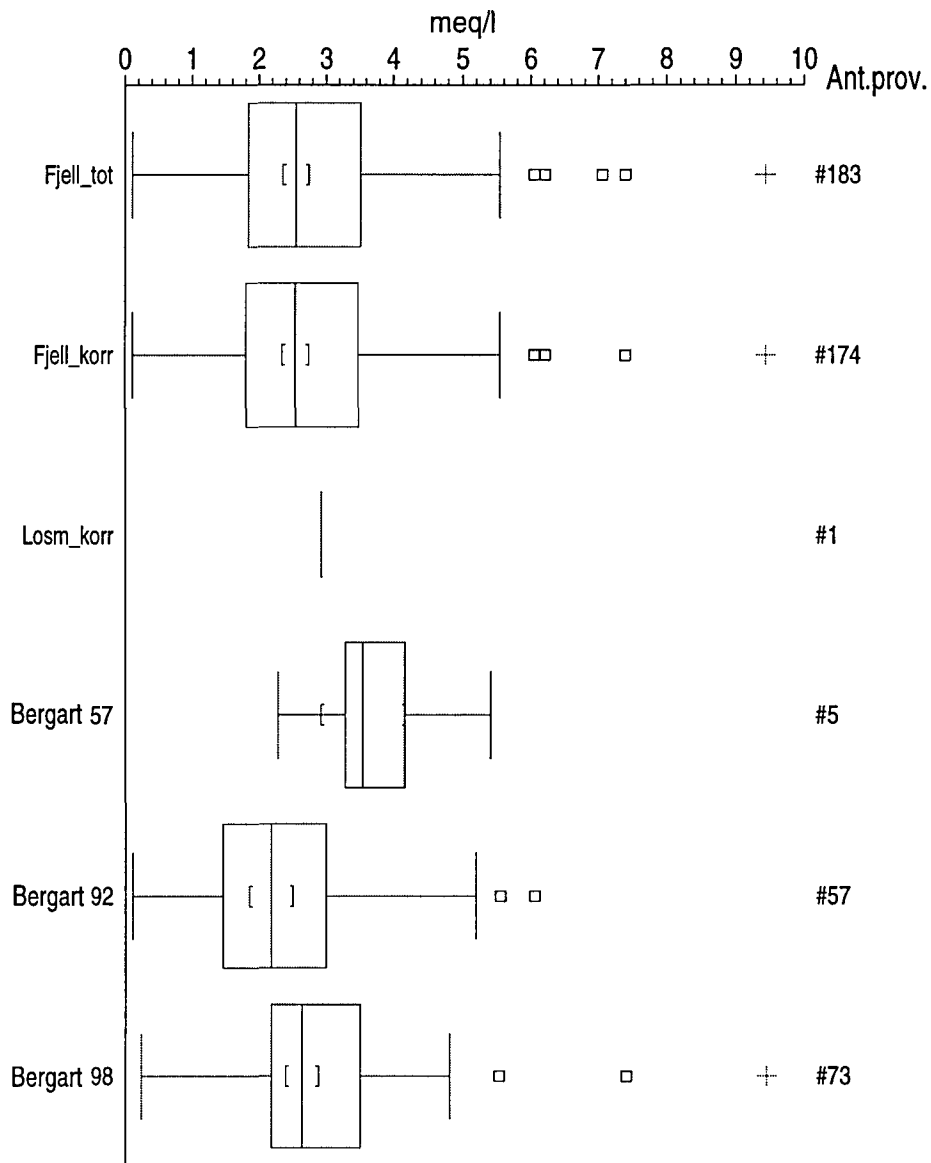 meq/l
0 1 2 3 4 5 6 7 8 9 10
Ant.prov.
Fjell_tot #183
Fjell_korr #174
Losm_korr #1
Bergart 57 #5
Bergart 92 #57
Bergart 98 #73